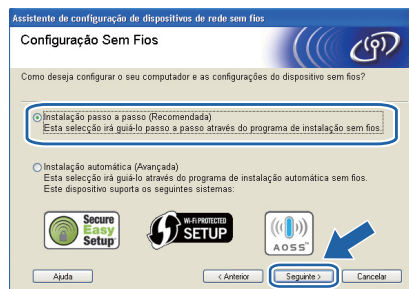 Assistente de configuração de dispositivos de rede sem fios
Configuração Sem Fios
Como deseja configurar o seu computador e as configurações do dispositivo sem fios?
Instalação passo a passo (Recomendada)
Esta selecção irá guiá-lo passo a passo através do programa de instalação sem fios.
Instalação automática (Avançada)
Esta selecção irá guiá-lo através do programa de instalação automática sem fios.
Este dispositivo suporta os seguintes sistemas:
Secure
Easy
Setup
WI-FI PROTECTED
SETUP
AOSS™
Ajuda
< Anterior
Seguinte >
Cancelar